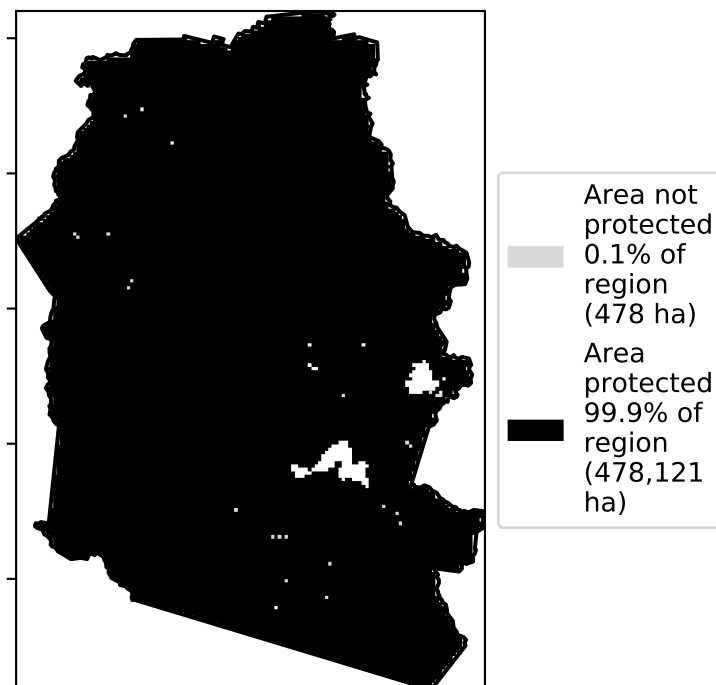 Area not
protected
0.1% of
region
(478 ha)
Area
protected
99.9% of
region
(478,121
ha)